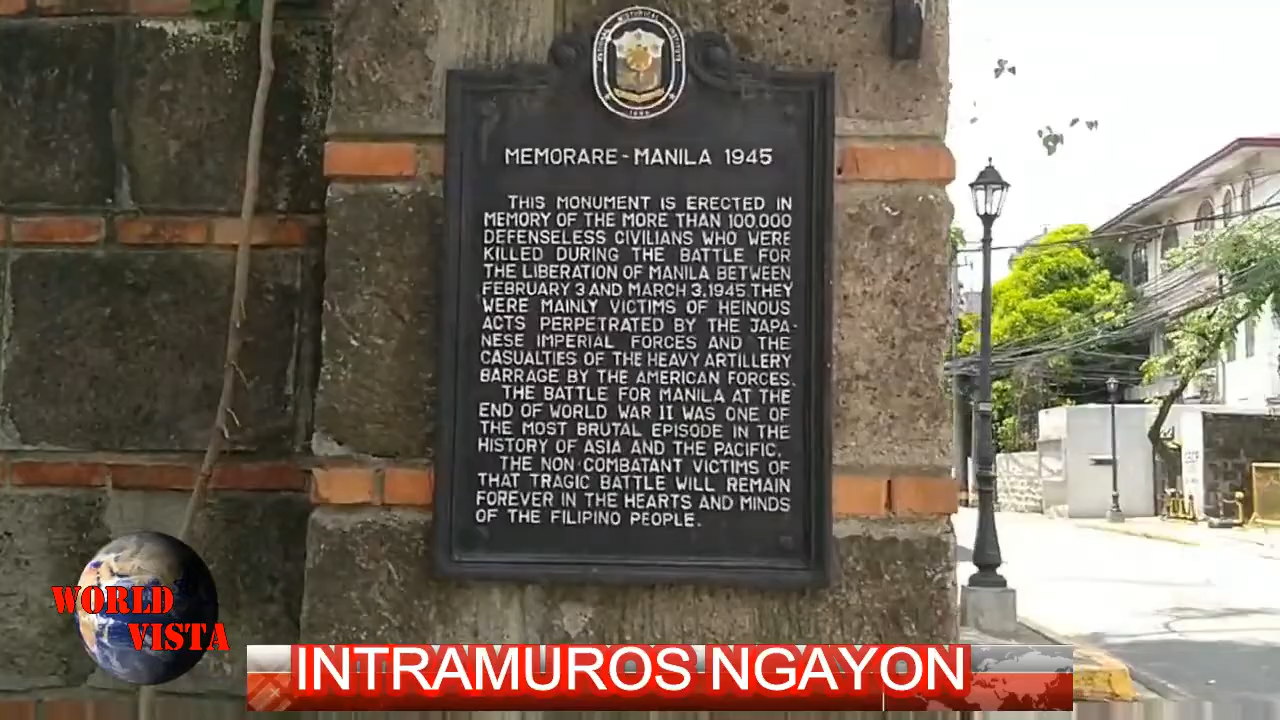 NATIONAL HISTORICAL INSTITUTE
MEMORARE - MANILA 1945
THIS MONUMENT IS ERECTED IN
MEMORY OF THE MORE THAN 100,000
DEFENSELESS CIVILIANS WHO WERE
KILLED DURING THE BATTLE FOR
THE LIBERATION OF MANILA BETWEEN
FEBRUARY 3 AND MARCH 3, 1945 THEY
WERE MAINLY VICTIMS OF HEINOUS
ACTS PERPETRATED BY THE JAPA-
NESE IMPERIAL FORCES AND THE
CASUALTIES OF THE HEAVY ARTILLERY
BARRAGE BY THE AMERICAN FORCES.
THE BATTLE FOR MANILA AT THE
END OF WORLD WAR II WAS ONE OF
THE MOST BRUTAL EPISODE IN THE
HISTORY OF ASIA AND THE PACIFIC.
THE NON-COMBATANT VICTIMS OF
THAT TRAGIC BATTLE WILL REMAIN
FOREVER IN THE HEARTS AND MINDS
OF THE FILIPINO PEOPLE.
WORLD
VISTA
INTRAMUROS NGAYON